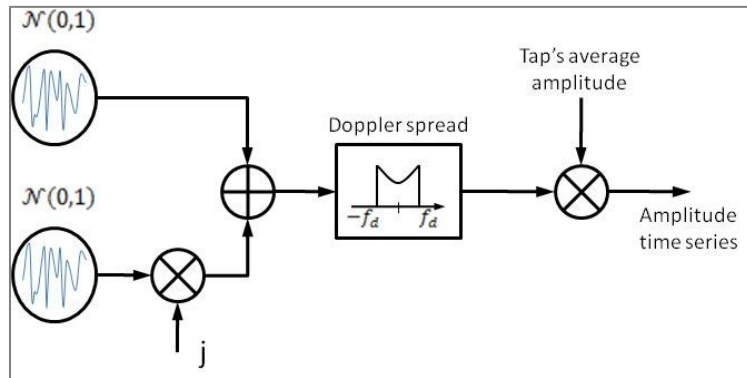 𝒩(0,1)
Tap's average
amplitude
Doppler spread
𝒩(0,1)
−f_d f_d
Amplitude
time series
j